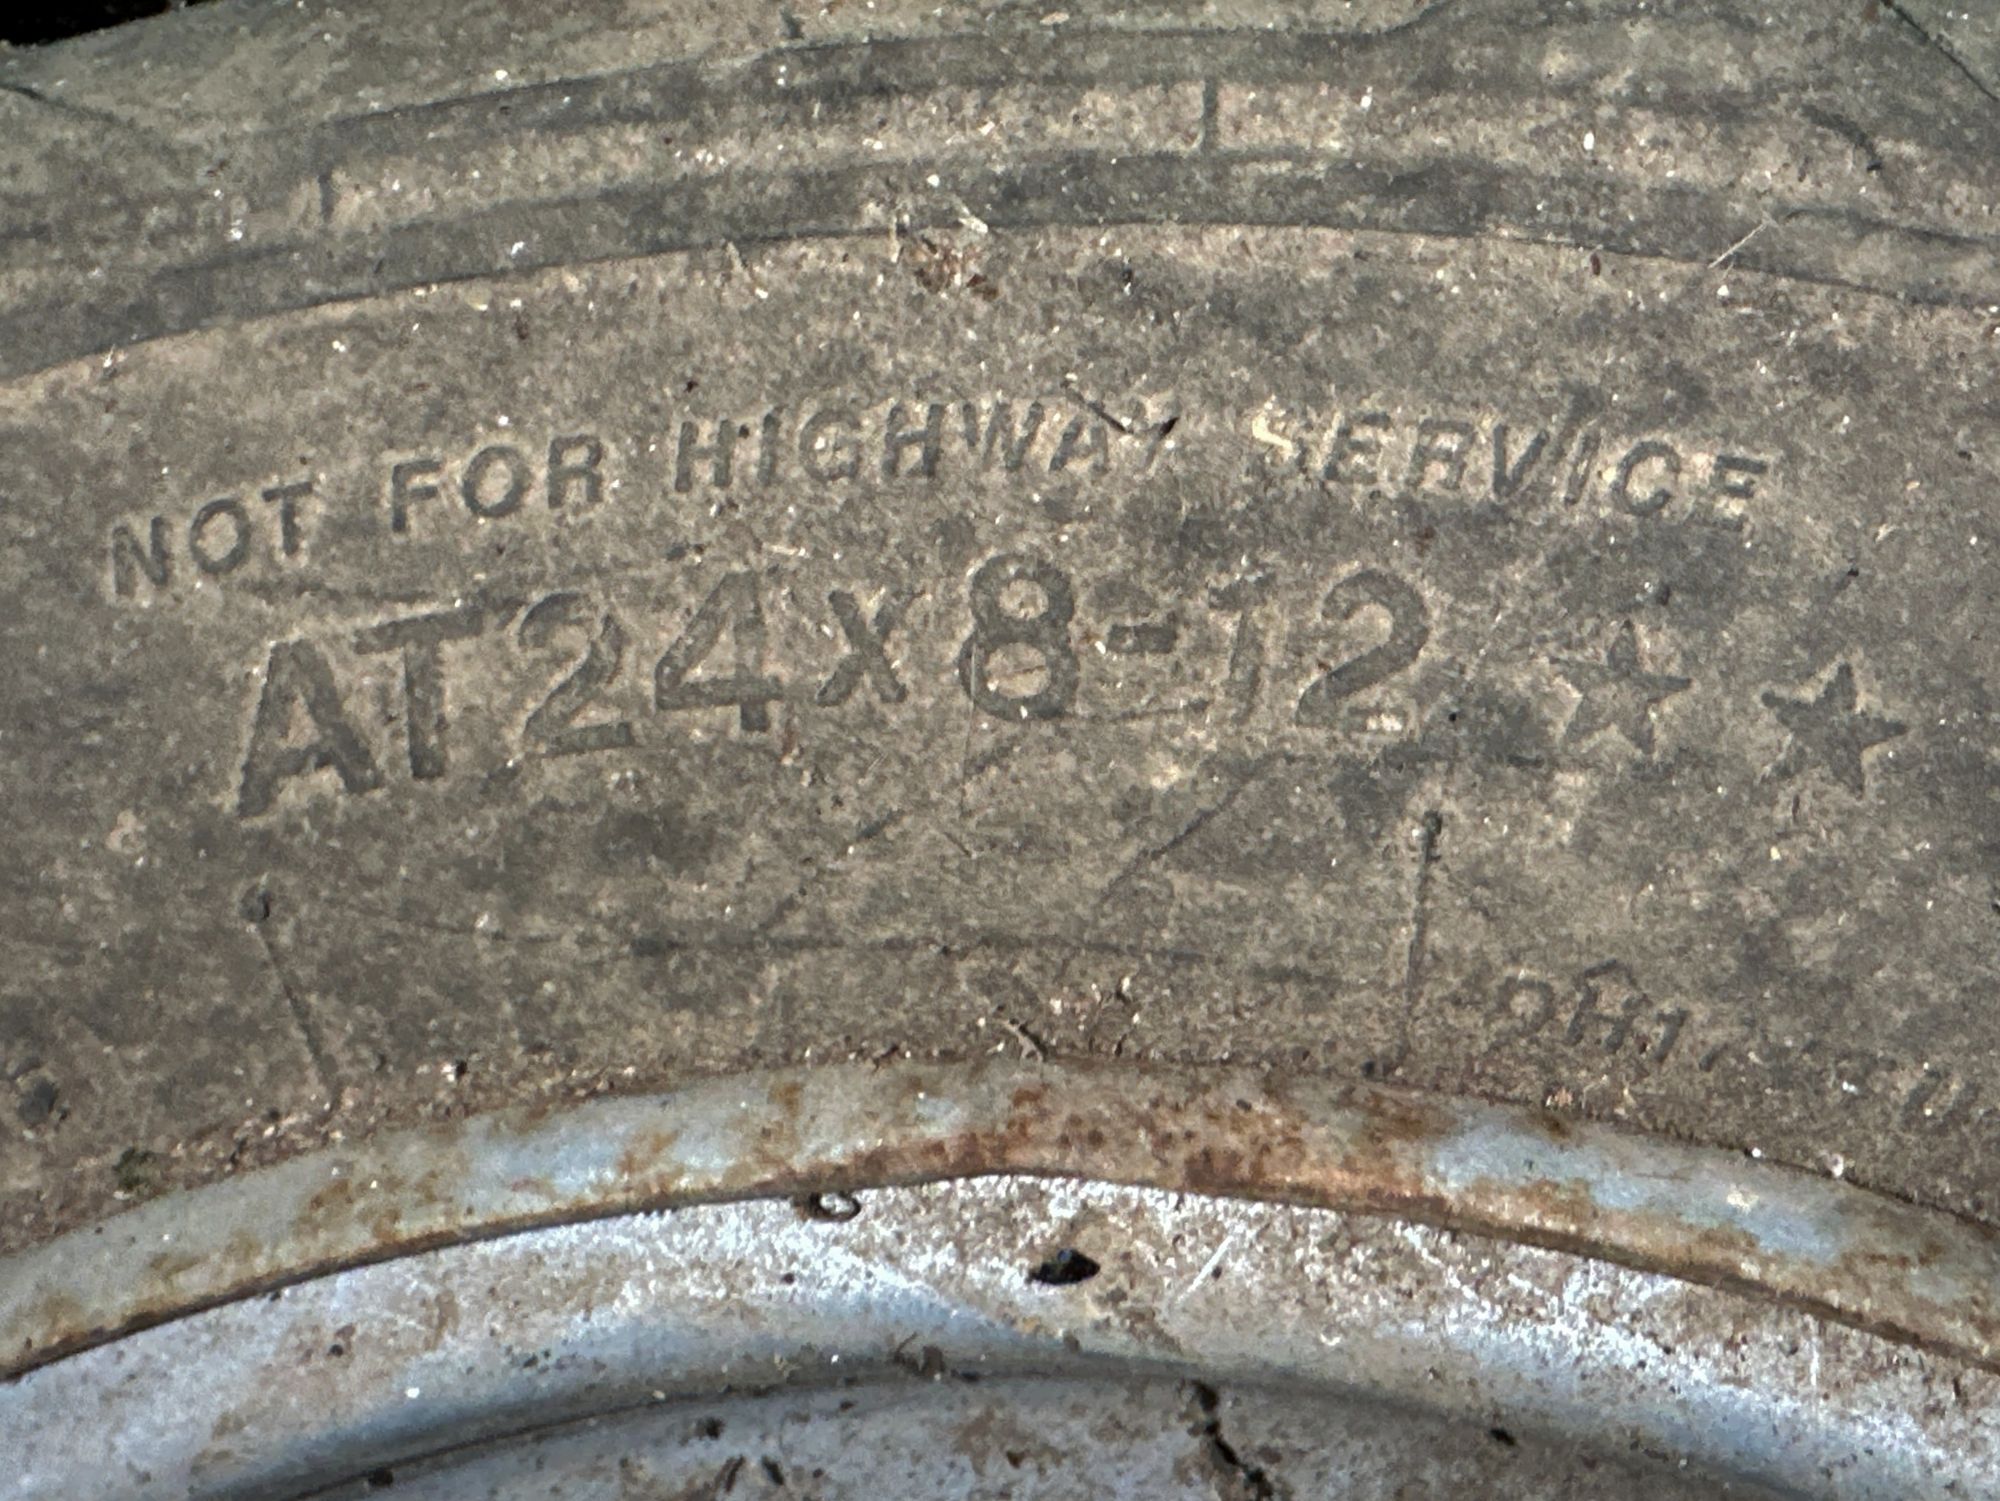 NOT FOR HIGHWAY SERVICE
AT24x8-12 ☆ ★